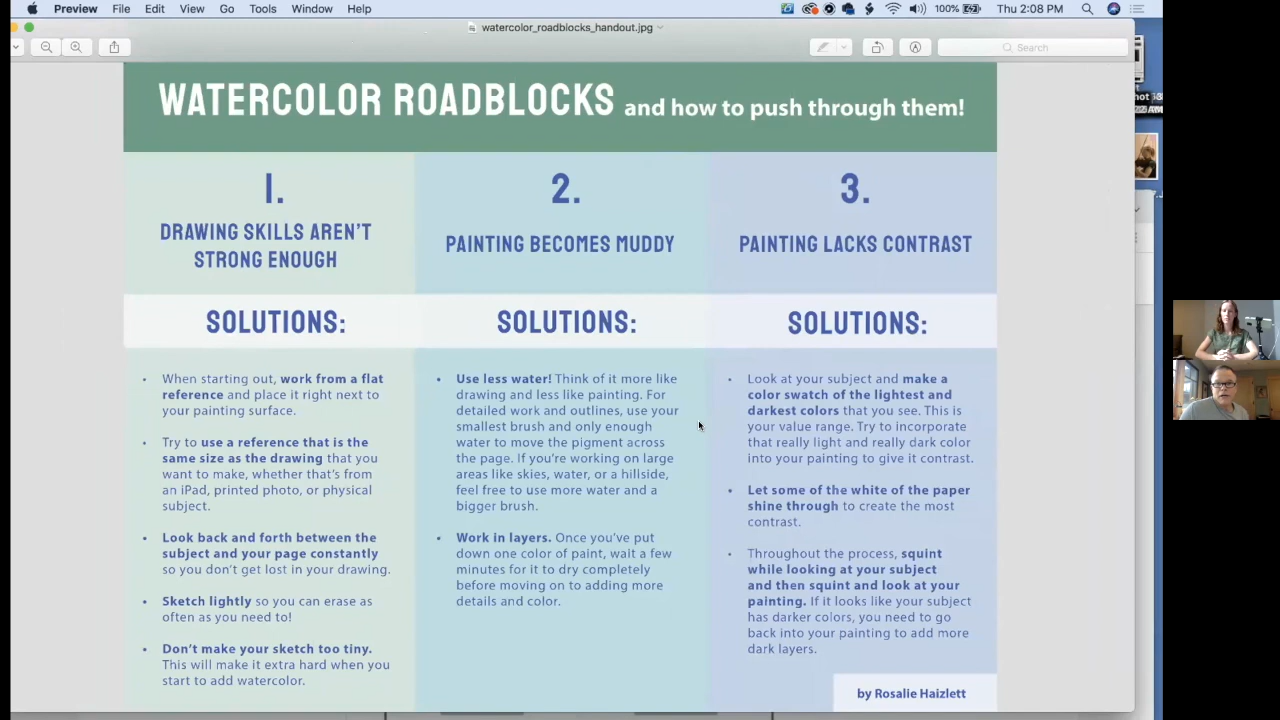 Preview File Edit View Go Tools Window Help 100% Thu 2:08 PM
watercolor_roadblocks_handout.jpg
Search
WATERCOLOR ROADBLOCKS and how to push through them!
1.
DRAWING SKILLS AREN'T
STRONG ENOUGH
SOLUTIONS:
• When starting out, work from a flat
reference and place it right next to
your painting surface.
• Try to use a reference that is the
same size as the drawing that you
want to make, whether that's from
an iPad, printed photo, or physical
subject.
• Look back and forth between the
subject and your page constantly
so you don't get lost in your drawing.
• Sketch lightly so you can erase as
often as you need to!
• Don't make your sketch too tiny.
This will make it extra hard when you
start to add watercolor.
2.
PAINTING BECOMES MUDDY
SOLUTIONS:
• Use less water! Think of it more like
drawing and less like painting. For
detailed work and outlines, use your
smallest brush and only enough
water to move the pigment across
the page. If you're working on large
areas like skies, water, or a hillside,
feel free to use more water and a
bigger brush.
• Work in layers. Once you've put
down one color of paint, wait a few
minutes for it to dry completely
before moving on to adding more
details and color.
3.
PAINTING LACKS CONTRAST
SOLUTIONS:
• Look at your subject and make a
color swatch of the lightest and
darkest colors that you see. This is
your value range. Try to incorporate
that really light and really dark color
into your painting to give it contrast.
• Let some of the white of the paper
shine through to create the most
contrast.
• Throughout the process, squint
while looking at your subject
and then squint and look at your
painting. If it looks like your subject
has darker colors, you need to go
back into your painting to add more
dark layers.
by Rosalie Haizlett